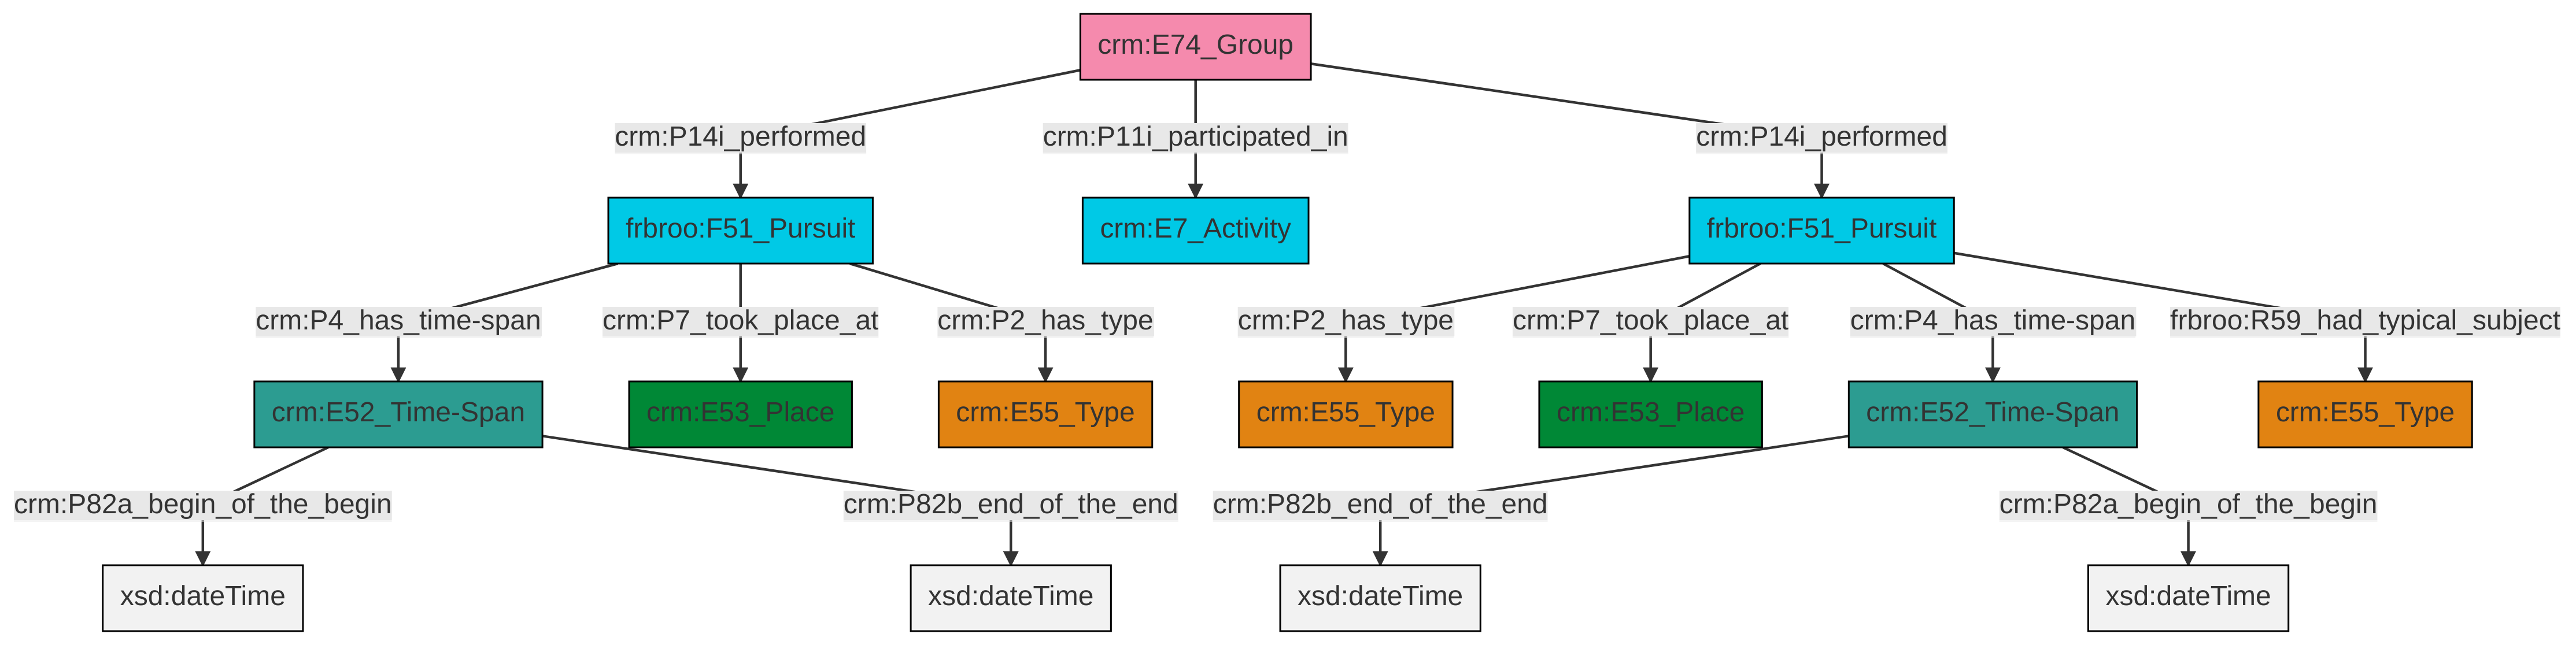 crm:E74_Group
crm:P14i_performed
crm:P11i_participated_in
crm:P14i_performed
frbroo:F51_Pursuit
crm:E7_Activity
frbroo:F51_Pursuit
crm:P4_has_time-span
crm:P7_took_place_at
crm:P2_has_type
crm:P2_has_type
crm:P7_took_place_at
crm:P4_has_time-span
frbroo:R59_had_typical_subject
crm:E52_Time-Span
crm:E53_Place
crm:E55_Type
crm:E55_Type
crm:E53_Place
crm:E52_Time-Span
crm:E55_Type
crm:P82a_begin_of_the_begin
crm:P82b_end_of_the_end
crm:P82b_end_of_the_end
crm:P82a_begin_of_the_begin
xsd:dateTime
xsd:dateTime
xsd:dateTime
xsd:dateTime